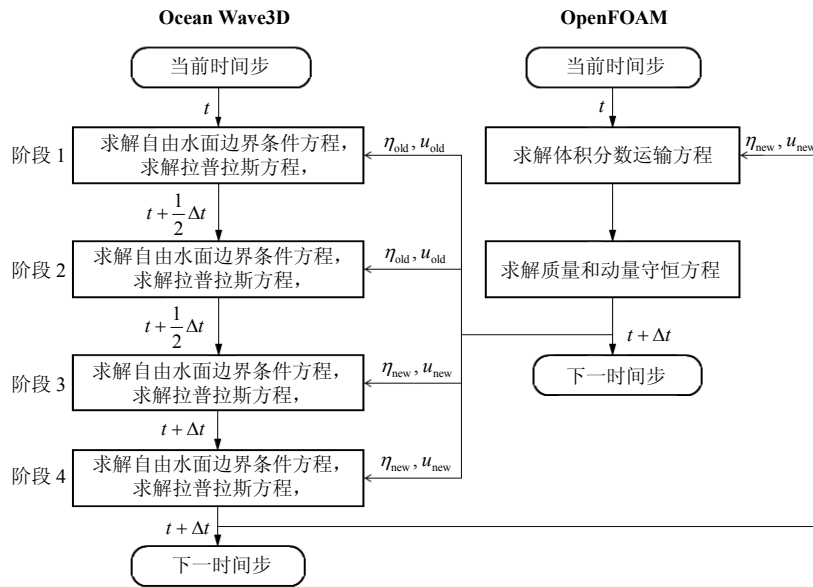 Ocean Wave3D
OpenFOAM
当前时间步
当前时间步
t
t
阶段 1
求解自由水面边界条件方程，
求解拉普拉斯方程，
η_old , u_old
求解体积分数运输方程
η_new , u_new
t + 1/2 Δt
阶段 2
求解自由水面边界条件方程，
求解拉普拉斯方程，
η_old , u_old
求解质量和动量守恒方程
t + 1/2 Δt
t + Δt
阶段 3
求解自由水面边界条件方程，
求解拉普拉斯方程，
η_new , u_new
下一时间步
t + Δt
阶段 4
求解自由水面边界条件方程，
求解拉普拉斯方程，
η_new , u_new
t + Δt
下一时间步